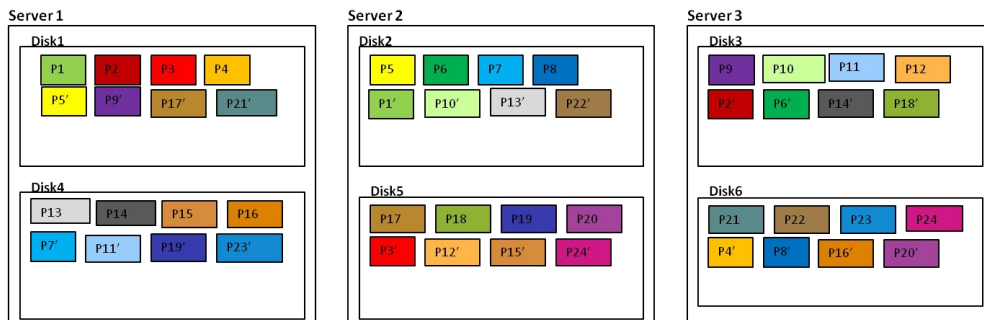 Server 1 Server 2 Server 3
Disk1 Disk2 Disk3
P1 P2 P3 P4 P5 P6 P7 P8 P9 P10 P11 P12
P5′ P9′ P17′ P21′ P1′ P10′ P13′ P22′ P2′ P6′ P14′ P18′
Disk4 Disk5 Disk6
P13 P14 P15 P16 P17 P18 P19 P20 P21 P22 P23 P24
P7′ P11′ P19′ P23′ P3′ P12′ P15′ P24′ P4′ P8′ P16′ P20′